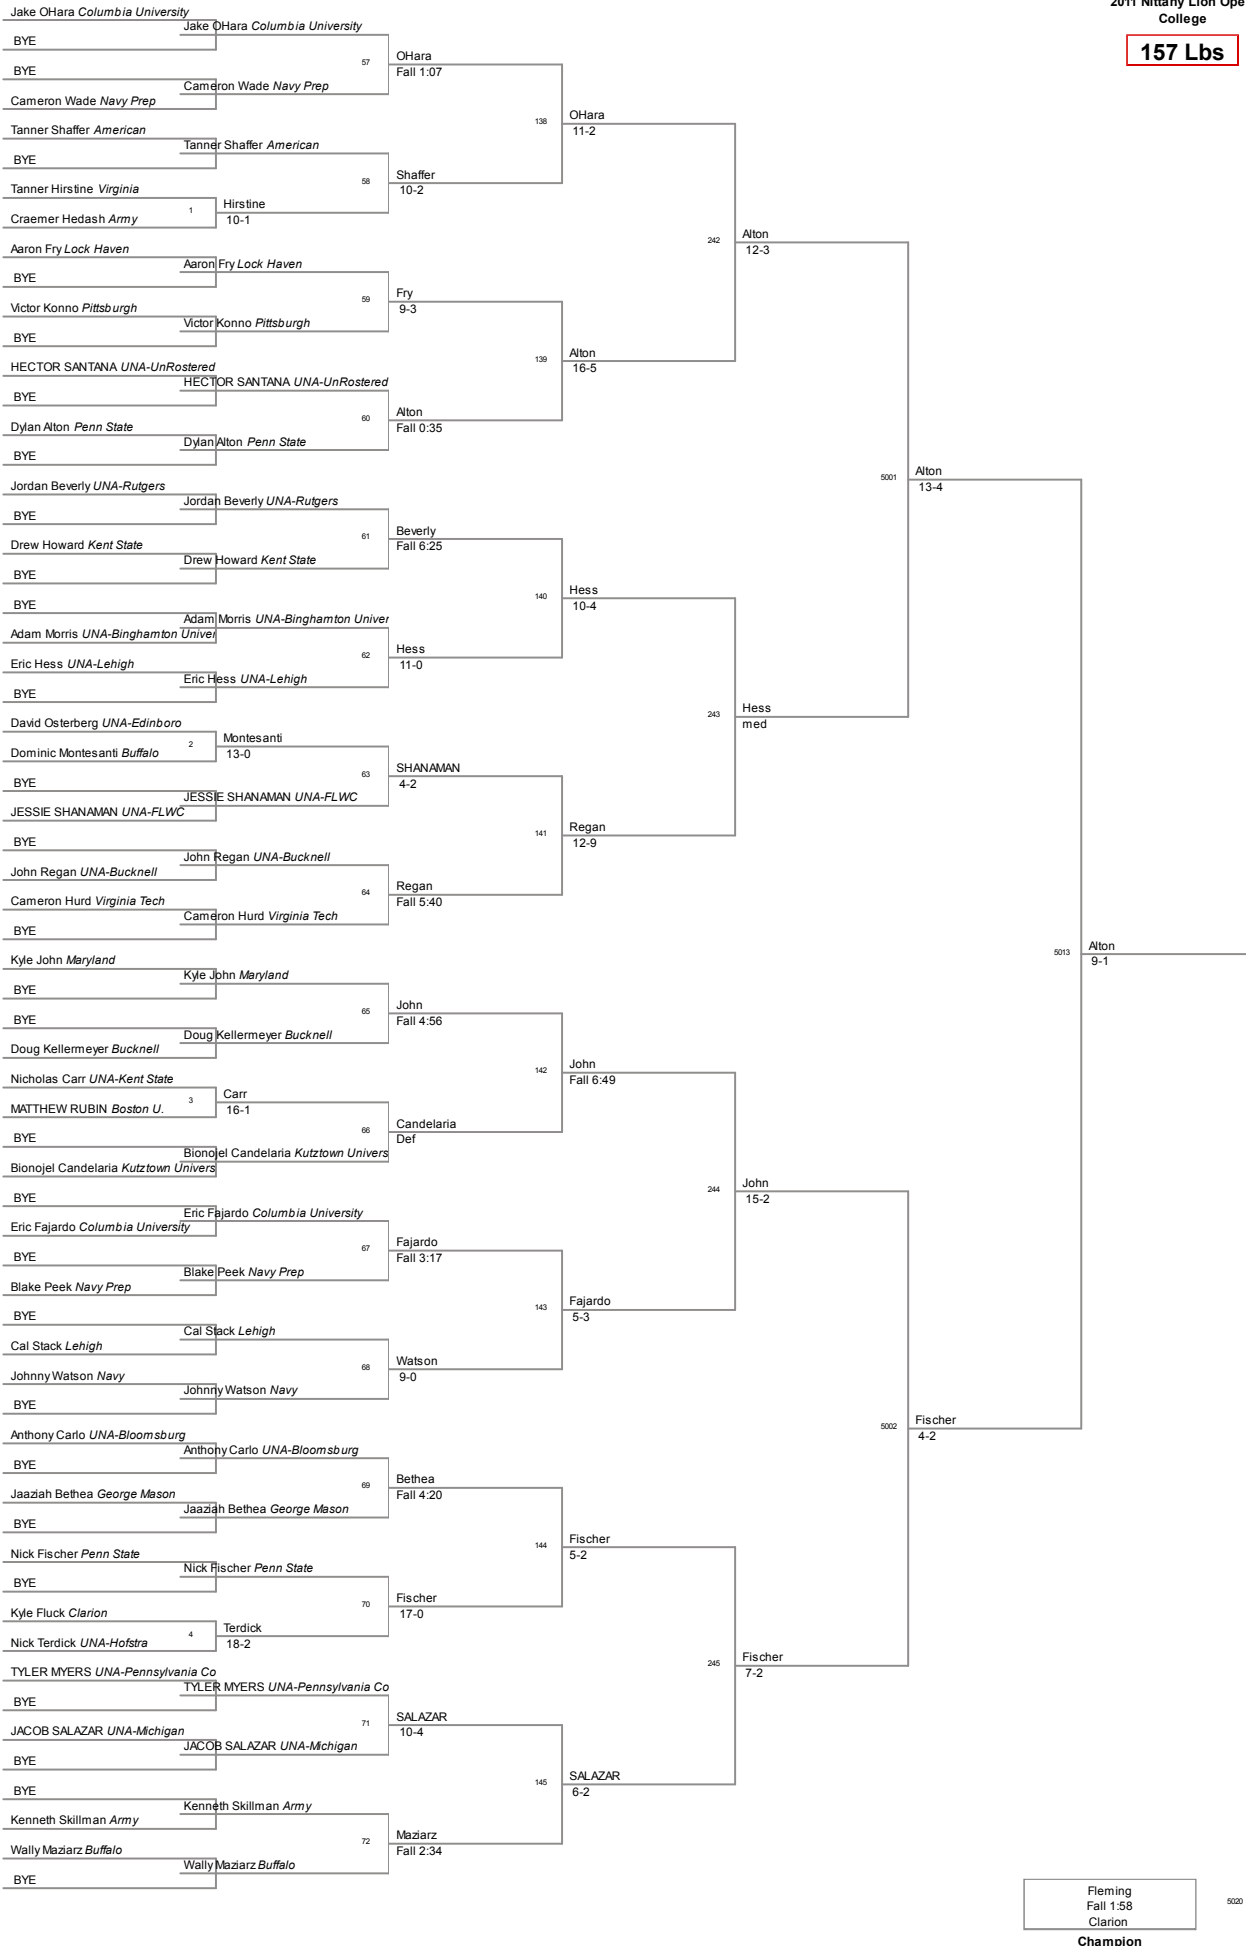 2011 Nittany Lion Ope
College
157 Lbs
Jake OHara Columbia University
BYE
BYE
Cameron Wade Navy Prep
Tanner Shaffer American
BYE
Tanner Hirstine Virginia
Craemer Hedash Army
Aaron Fry Lock Haven
BYE
Victor Konno Pittsburgh
BYE
HECTOR SANTANA UNA-UnRostered
BYE
Dylan Alton Penn State
BYE
Jordan Beverly UNA-Rutgers
BYE
Drew Howard Kent State
BYE
BYE
Adam Morris UNA-Binghamton Univer
Eric Hess UNA-Lehigh
BYE
David Osterberg UNA-Edinboro
Dominic Montesanti Buffalo
BYE
JESSIE SHANAMAN UNA-FLWC
BYE
John Regan UNA-Bucknell
Cameron Hurd Virginia Tech
BYE
Kyle John Maryland
BYE
BYE
Doug Kellermeyer Bucknell
Nicholas Carr UNA-Kent State
MATTHEW RUBIN Boston U.
BYE
Bionojel Candelaria Kutztown Univers
BYE
Eric Fajardo Columbia University
BYE
Blake Peek Navy Prep
BYE
Cal Stack Lehigh
Johnny Watson Navy
BYE
Anthony Carlo UNA-Bloomsburg
BYE
Jaaziah Bethea George Mason
BYE
Nick Fischer Penn State
BYE
Kyle Fluck Clarion
Nick Terdick UNA-Hofstra
TYLER MYERS UNA-Pennsylvania Co
BYE
JACOB SALAZAR UNA-Michigan
BYE
BYE
Kenneth Skillman Army
Wally Maziarz Buffalo
BYE
Jake OHara Columbia University
Cameron Wade Navy Prep
Tanner Shaffer American
1
Hirstine
10-1
Aaron Fry Lock Haven
Victor Konno Pittsburgh
HECTOR SANTANA UNA-UnRostered
Dylan Alton Penn State
Jordan Beverly UNA-Rutgers
Drew Howard Kent State
Adam Morris UNA-Binghamton Univer
Eric Hess UNA-Lehigh
2
Montesanti
13-0
JESSIE SHANAMAN UNA-FLWC
John Regan UNA-Bucknell
Cameron Hurd Virginia Tech
Kyle John Maryland
Doug Kellermeyer Bucknell
3
Carr
16-1
Bionojel Candelaria Kutztown Univers
Eric Fajardo Columbia University
Blake Peek Navy Prep
Cal Stack Lehigh
Johnny Watson Navy
Anthony Carlo UNA-Bloomsburg
Jaaziah Bethea George Mason
Nick Fischer Penn State
4
Terdick
18-2
TYLER MYERS UNA-Pennsylvania Co
JACOB SALAZAR UNA-Michigan
Kenneth Skillman Army
Wally Maziarz Buffalo
57
OHara
Fall 1:07
58
Shaffer
10-2
59
Fry
9-3
60
Alton
Fall 0:35
61
Beverly
Fall 6:25
62
Hess
11-0
63
SHANAMAN
4-2
64
Regan
Fall 5:40
65
John
Fall 4:56
66
Candelaria
Def
67
Fajardo
Fall 3:17
68
Watson
9-0
69
Bethea
Fall 4:20
70
Fischer
17-0
71
SALAZAR
10-4
72
Maziarz
Fall 2:34
138
OHara
11-2
139
Alton
16-5
140
Hess
10-4
141
Regan
12-9
142
John
Fall 6:49
143
Fajardo
5-3
144
Fischer
5-2
145
SALAZAR
6-2
242
Alton
12-3
243
Hess
med
244
John
15-2
245
Fischer
7-2
5001
Alton
13-4
5002
Fischer
4-2
5013
Alton
9-1
Fleming
Fall 1:58
Clarion
Champion
5020